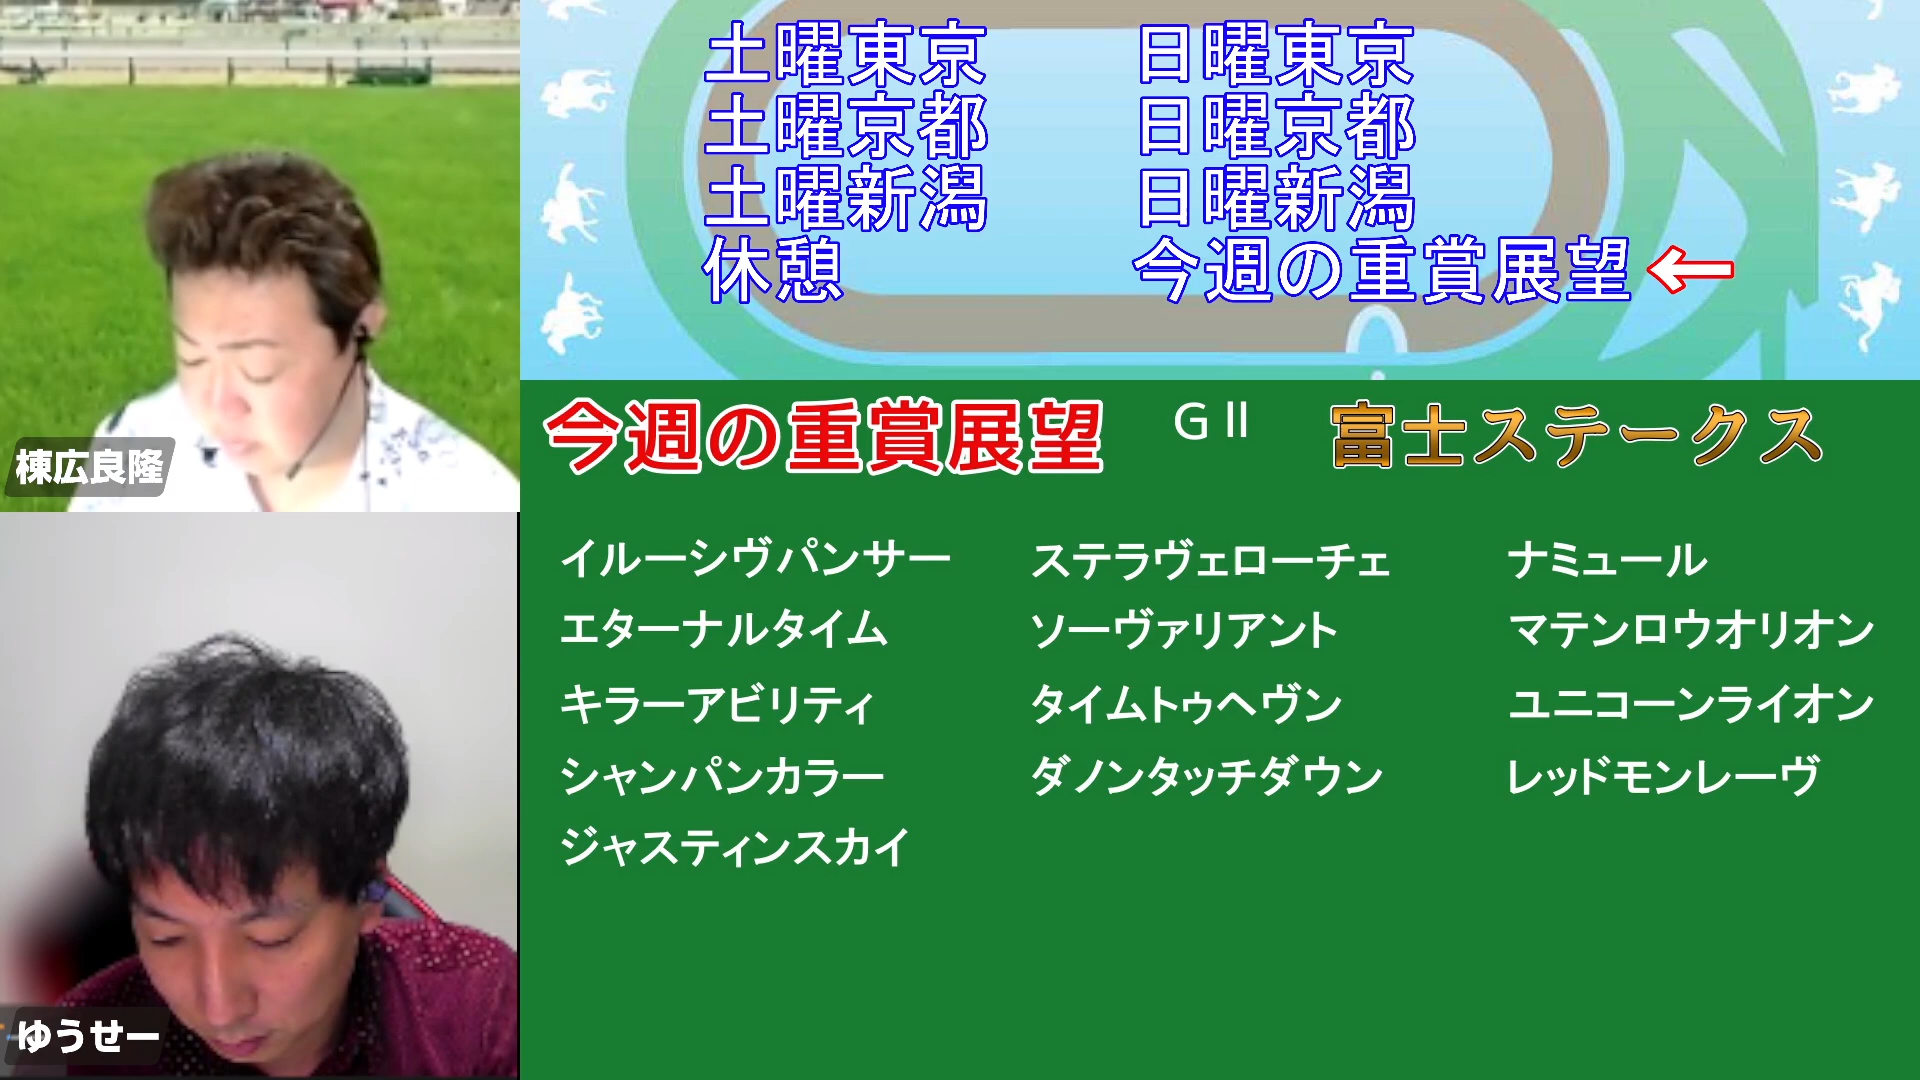 土曜東京 日曜東京
土曜京都 日曜京都
土曜新潟 日曜新潟
休憩 今週の重賞展望←
今週の重賞展望 GⅡ 富士ステークス
イルーシヴパンサー ステラヴェローチェ ナミュール
エターナルタイム ソーヴァリアント マテンロウオリオン
キラーアビリティ タイムトゥヘヴン ユニコーンライオン
シャンパンカラー ダノンタッチダウン レッドモンレーヴ
ジャスティンスカイ
棟広良隆
ゆうせー